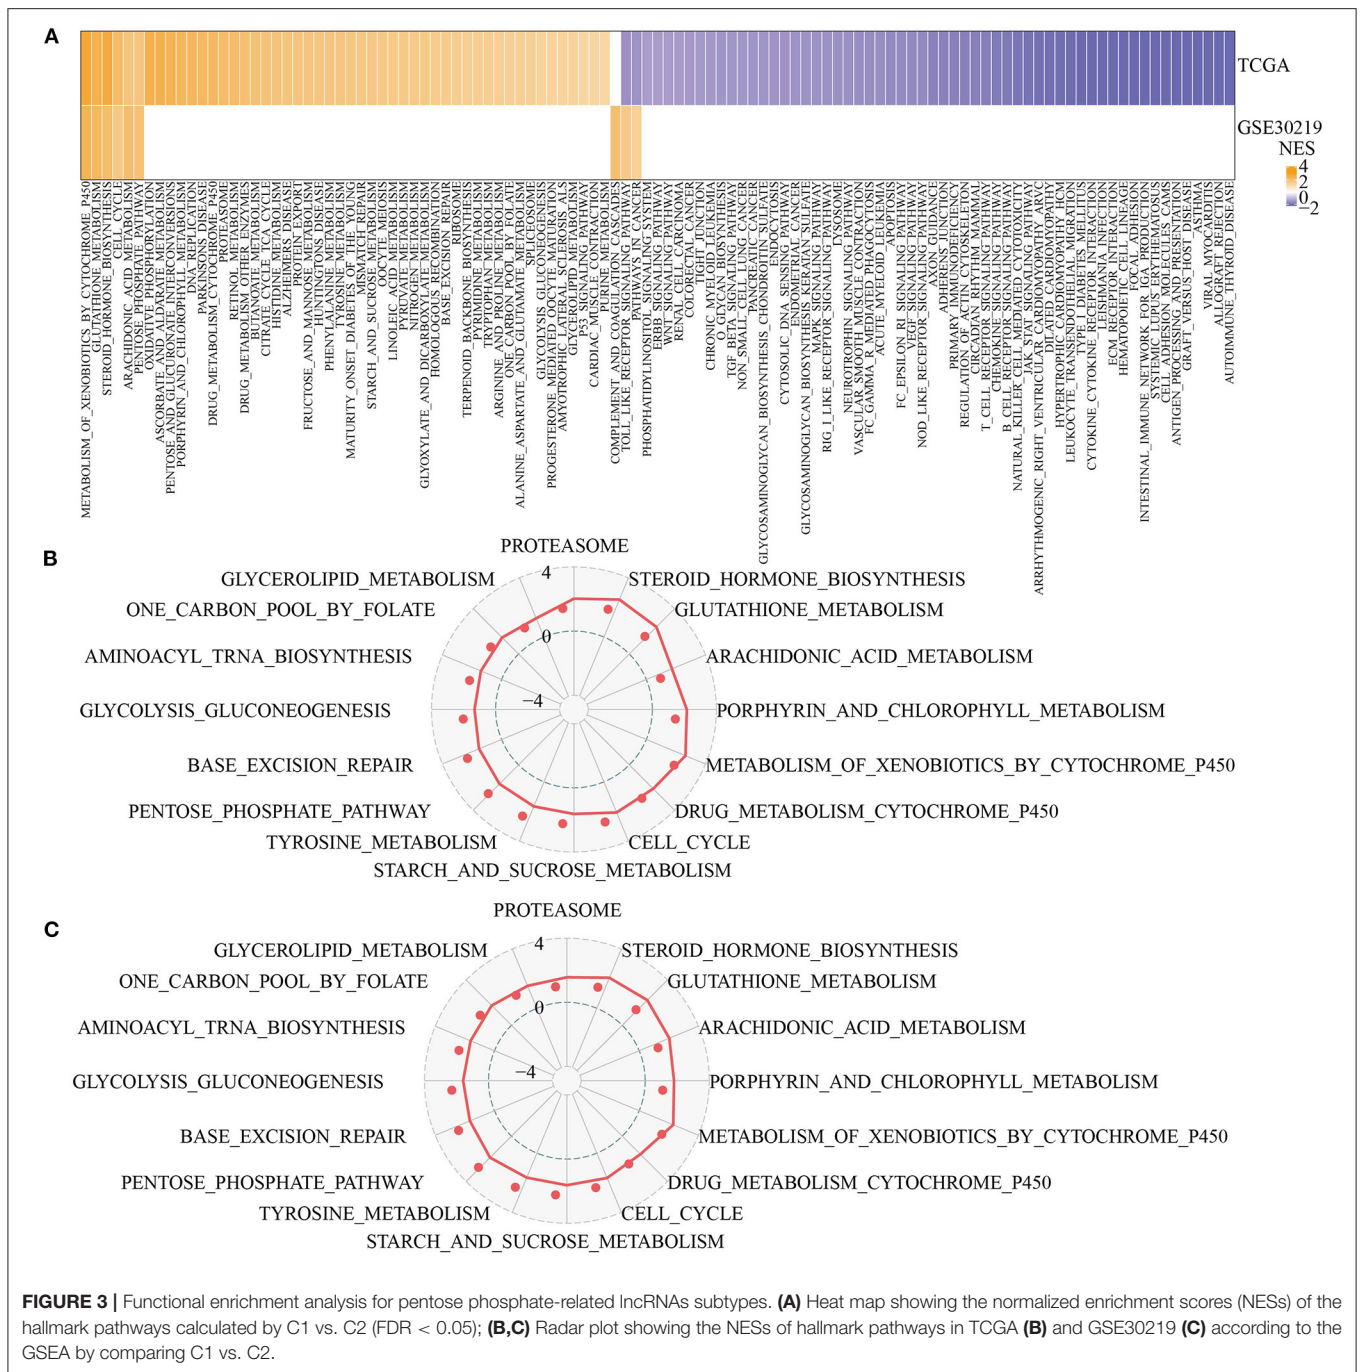 A
TCGA
GSE30219
NES
4
2
0
−2
METABOLISM_OF_XENOBIOTICS_BY_CYTOCHROME_P450
GLUTATHIONE_METABOLISM
STEROID_HORMONE_BIOSYNTHESIS
CELL_CYCLE
ARACHIDONIC_ACID_METABOLISM
PENTOSE_PHOSPHATE_PATHWAY
OXIDATIVE_PHOSPHORYLATION
ASCORBATE_AND_ALDARATE_METABOLISM
PENTOSE_AND_GLUCURONATE_INTERCONVERSIONS
PORPHYRIN_AND_CHLOROPHYLL_METABOLISM
DNA_REPLICATION
PARKINSONS_DISEASE
DRUG_METABOLISM_CYTOCHROME_P450
PROTEASOME
RETINOL_METABOLISM
DRUG_METABOLISM_OTHER_ENZYMES
BUTANOATE_METABOLISM
CITRATE_CYCLE_TCA_CYCLE
HISTIDINE_METABOLISM
ALZHEIMERS_DISEASE
PROTEIN_EXPORT
FRUCTOSE_AND_MANNOSE_METABOLISM
HUNTINGTONS_DISEASE
PHENYLALANINE_METABOLISM
TYROSINE_METABOLISM
MATURITY_ONSET_DIABETES_OF_THE_YOUNG
MISMATCH_REPAIR
STARCH_AND_SUCROSE_METABOLISM
OOCYTE_MEIOSIS
LINOLEIC_ACID_METABOLISM
PYRUVATE_METABOLISM
NITROGEN_METABOLISM
GLYOXYLATE_AND_DICARBOXYLATE_METABOLISM
HOMOLOGOUS_RECOMBINATION
BASE_EXCISION_REPAIR
RIBOSOME
TERPENOID_BACKBONE_BIOSYNTHESIS
PROPANOATE_METABOLISM
TRYPTOPHAN_METABOLISM
ARGININE_AND_PROLINE_METABOLISM
ONE_CARBON_POOL_BY_FOLATE
ALANINE_ASPARTATE_AND_GLUTAMATE_METABOLISM
SPLICEOSOME
GLYCOLYSIS_GLUCONEOGENESIS
PROGESTERONE_MEDIATED_OOCYTE_MATURATION
AMYOTROPHIC_LATERAL_SCLEROSIS_ALS
GLYCEROLIPID_METABOLISM
P53_SIGNALING_PATHWAY
CARDIAC_MUSCLE_CONTRACTION
PURINE_METABOLISM
COMPLEMENT_AND_COAGULATION_CASCADES
TOLL_LIKE_RECEPTOR_SIGNALING_PATHWAY
PATHWAYS_IN_CANCER
PHOSPHATIDYLINOSITOL_SIGNALING_SYSTEM
ERBB_SIGNALING_PATHWAY
WNT_SIGNALING_PATHWAY
RENAL_CELL_CARCINOMA
COLORECTAL_CANCER
TIGHT_JUNCTION
CHRONIC_MYELOID_LEUKEMIA
O_GLYCAN_BIOSYNTHESIS
TGF_BETA_SIGNALING_PATHWAY
NON_SMALL_CELL_LUNG_CANCER
PANCREATIC_CANCER
GLYCOSAMINOGLYCAN_BIOSYNTHESIS_CHONDROITIN_SULFATE
ENDOCYTOSIS
CYTOSOLIC_DNA_SENSING_PATHWAY
ENDOMETRIAL_CANCER
GLYCOSAMINOGLYCAN_BIOSYNTHESIS_KERATAN_SULFATE
MAPK_SIGNALING_PATHWAY
RIG_I_LIKE_RECEPTOR_SIGNALING_PATHWAY
LYSOSOME
NEUROTROPHIN_SIGNALING_PATHWAY
VASCULAR_SMOOTH_MUSCLE_CONTRACTION
FC_GAMMA_R_MEDIATED_PHAGOCYTOSIS
ACUTE_MYELOID_LEUKEMIA
APOPTOSIS
FC_EPSILON_RI_SIGNALING_PATHWAY
VEGF_SIGNALING_PATHWAY
NOD_LIKE_RECEPTOR_SIGNALING_PATHWAY
AXON_GUIDANCE
ADHERENS_JUNCTION
PRIMARY_IMMUNODEFICIENCY
REGULATION_OF_ACTIN_CYTOSKELETON
CIRCADIAN_RHYTHM_MAMMAL
T_CELL_RECEPTOR_SIGNALING_PATHWAY
CHEMOKINE_SIGNALING_PATHWAY
B_CELL_RECEPTOR_SIGNALING_PATHWAY
NATURAL_KILLER_CELL_MEDIATED_CYTOTOXICITY
JAK_STAT_SIGNALING_PATHWAY
ARRHYTHMOGENIC_RIGHT_VENTRICULAR_CARDIOMYOPATHY_ARVC
DILATED_CARDIOMYOPATHY
HYPERTROPHIC_CARDIOMYOPATHY_HCM
LEUKOCYTE_TRANSENDOTHELIAL_MIGRATION
TYPE_I_DIABETES_MELLITUS
CYTOKINE_CYTOKINE_RECEPTOR_INTERACTION
LEISHMANIA_INFECTION
ECM_RECEPTOR_INTERACTION
HEMATOPOIETIC_CELL_LINEAGE
FOCAL_ADHESION
INTESTINAL_IMMUNE_NETWORK_FOR_IGA_PRODUCTION
SYSTEMIC_LUPUS_ERYTHEMATOSUS
CELL_ADHESION_MOLECULES_CAMS
ANTIGEN_PROCESSING_AND_PRESENTATION
GRAFT_VERSUS_HOST_DISEASE
ASTHMA
VIRAL_MYOCARDITIS
ALLOGRAFT_REJECTION
AUTOIMMUNE_THYROID_DISEASE
B
PROTEASOME
STEROID_HORMONE_BIOSYNTHESIS
GLUTATHIONE_METABOLISM
ARACHIDONIC_ACID_METABOLISM
PORPHYRIN_AND_CHLOROPHYLL_METABOLISM
METABOLISM_OF_XENOBIOTICS_BY_CYTOCHROME_P450
DRUG_METABOLISM_CYTOCHROME_P450
CELL_CYCLE
STARCH_AND_SUCROSE_METABOLISM
TYROSINE_METABOLISM
PENTOSE_PHOSPHATE_PATHWAY
BASE_EXCISION_REPAIR
GLYCOLYSIS_GLUCONEOGENESIS
AMINOACYL_TRNA_BIOSYNTHESIS
ONE_CARBON_POOL_BY_FOLATE
GLYCEROLIPID_METABOLISM
4
0
−4
C
PROTEASOME
STEROID_HORMONE_BIOSYNTHESIS
GLUTATHIONE_METABOLISM
ARACHIDONIC_ACID_METABOLISM
PORPHYRIN_AND_CHLOROPHYLL_METABOLISM
METABOLISM_OF_XENOBIOTICS_BY_CYTOCHROME_P450
DRUG_METABOLISM_CYTOCHROME_P450
CELL_CYCLE
STARCH_AND_SUCROSE_METABOLISM
TYROSINE_METABOLISM
PENTOSE_PHOSPHATE_PATHWAY
BASE_EXCISION_REPAIR
GLYCOLYSIS_GLUCONEOGENESIS
AMINOACYL_TRNA_BIOSYNTHESIS
ONE_CARBON_POOL_BY_FOLATE
GLYCEROLIPID_METABOLISM
4
0
−4
FIGURE 3 | Functional enrichment analysis for pentose phosphate-related lncRNAs subtypes. (A) Heat map showing the normalized enrichment scores (NESs) of the
hallmark pathways calculated by C1 vs. C2 (FDR < 0.05); (B,C) Radar plot showing the NESs of hallmark pathways in TCGA (B) and GSE30219 (C) according to the
GSEA by comparing C1 vs. C2.